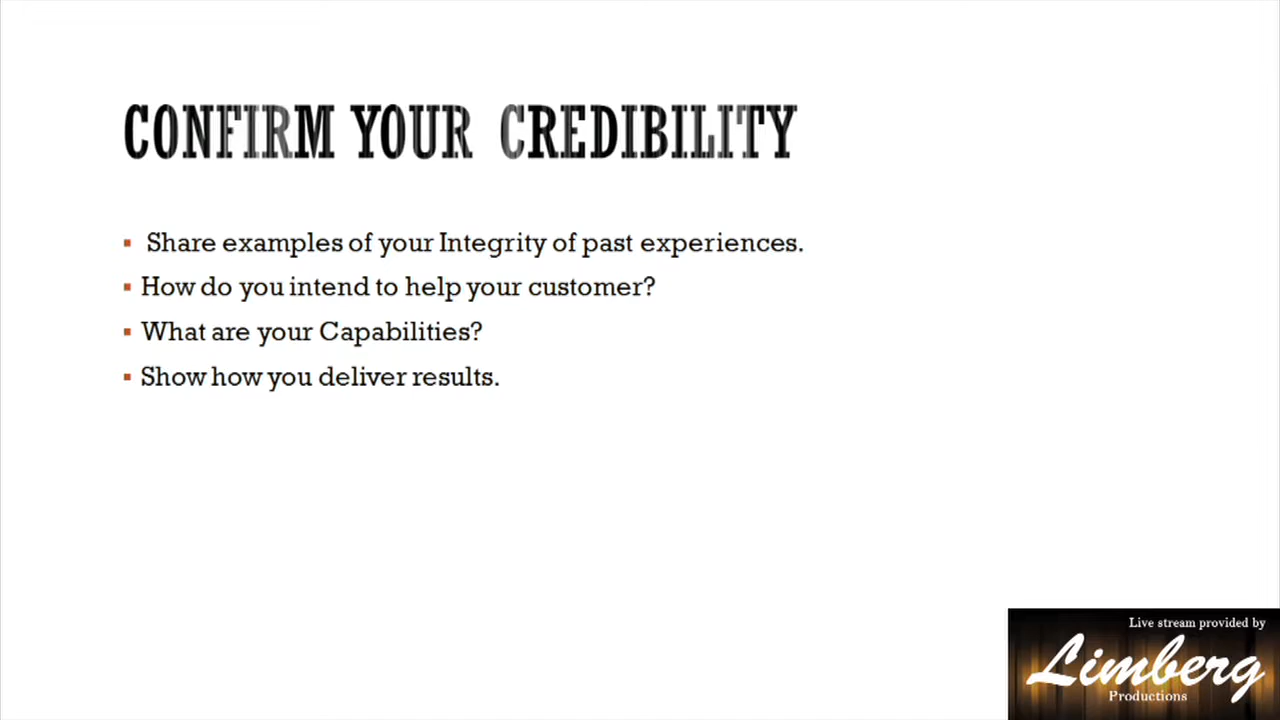 CONFIRM YOUR CREDIBILITY
Share examples of your Integrity of past experiences.
How do you intend to help your customer?
What are your Capabilities?
Show how you deliver results.
Live stream provided by
Limberg
Productions